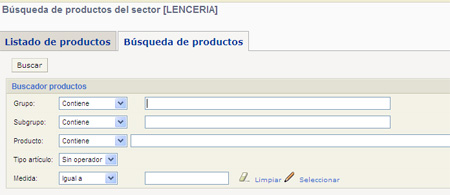 Búsqueda de productos del sector [LENCERIA]
Listado de productos Búsqueda de productos
Buscar
Buscador productos
Grupo: Contiene
Subgrupo: Contiene
Producto: Contiene
Tipo artículo: Sin operador
Medida: Igual a Limpiar Seleccionar